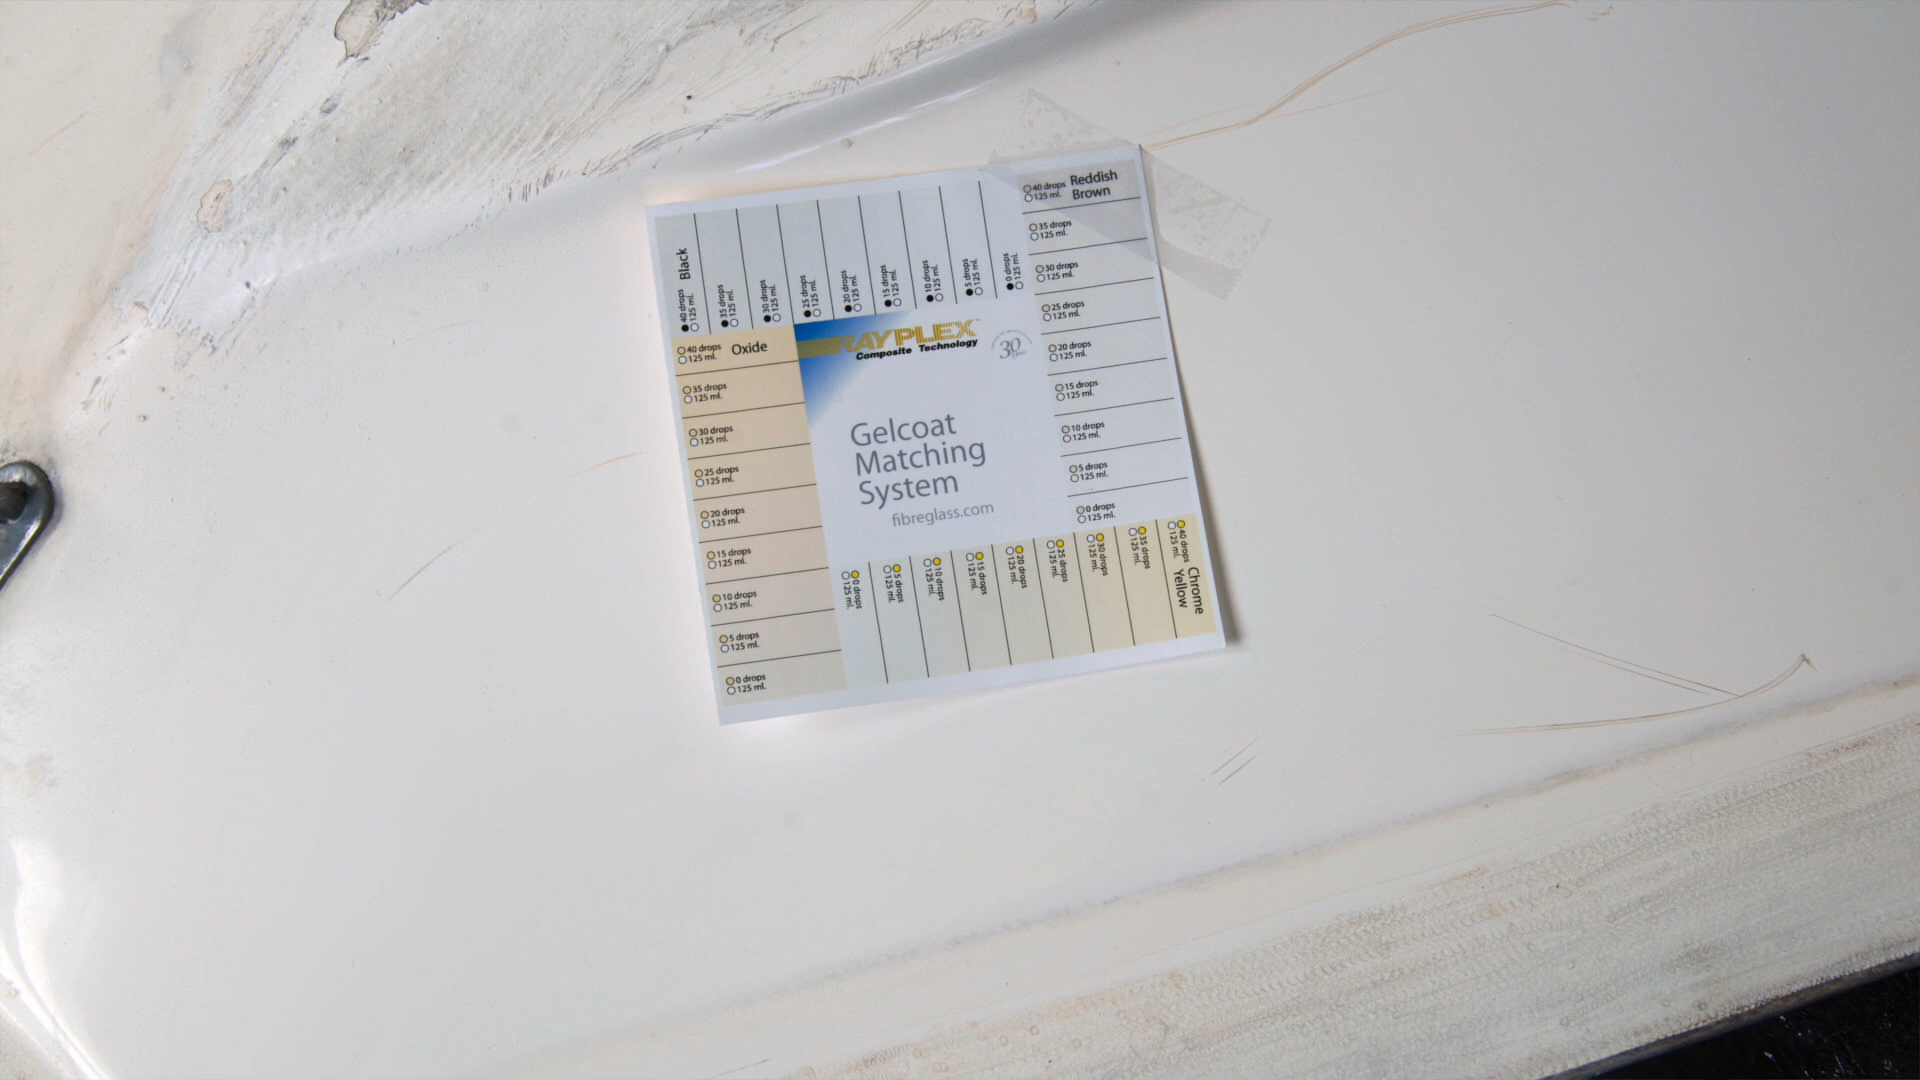 40 drops Black
125 ml.
35 drops
125 ml.
30 drops
125 ml.
25 drops
125 ml.
20 drops
125 ml.
15 drops
125 ml.
10 drops
125 ml.
5 drops
125 ml.
0 drops
125 ml.
40 drops Reddish
125 ml. Brown
35 drops
125 ml.
30 drops
125 ml.
25 drops
125 ml.
20 drops
125 ml.
15 drops
125 ml.
10 drops
125 ml.
5 drops
125 ml.
0 drops
125 ml.
40 drops Oxide
125 ml.
35 drops
125 ml.
30 drops
125 ml.
25 drops
125 ml.
20 drops
125 ml.
15 drops
125 ml.
10 drops
125 ml.
5 drops
125 ml.
0 drops
125 ml.
RAYPLEX
Composite Technology
30
Gelcoat
Matching
System
fibreglass.com
0 drops
125 ml.
5 drops
125 ml.
10 drops
125 ml.
15 drops
125 ml.
20 drops
125 ml.
25 drops
125 ml.
30 drops
125 ml.
35 drops
125 ml.
40 drops Chrome
125 ml. Yellow